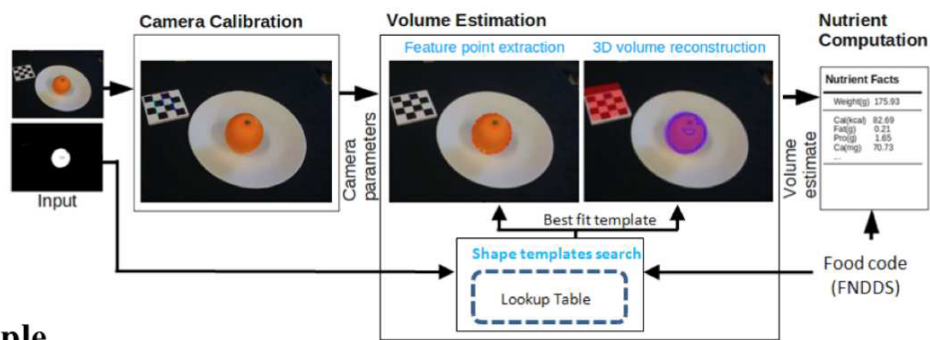 Camera Calibration
Volume Estimation
Nutrient
Computation
Feature point extraction
3D volume reconstruction
Input
Camera
parameters
Volume
estimate
Nutrient Facts
Weight(g) 175.93
Cal(kcal) 82.69
Fat(g) 0.21
Pro(g) 1.65
Ca(mg) 70.73
...
Best fit template
Shape templates search
Lookup Table
Food code
(FNDDS)
ple